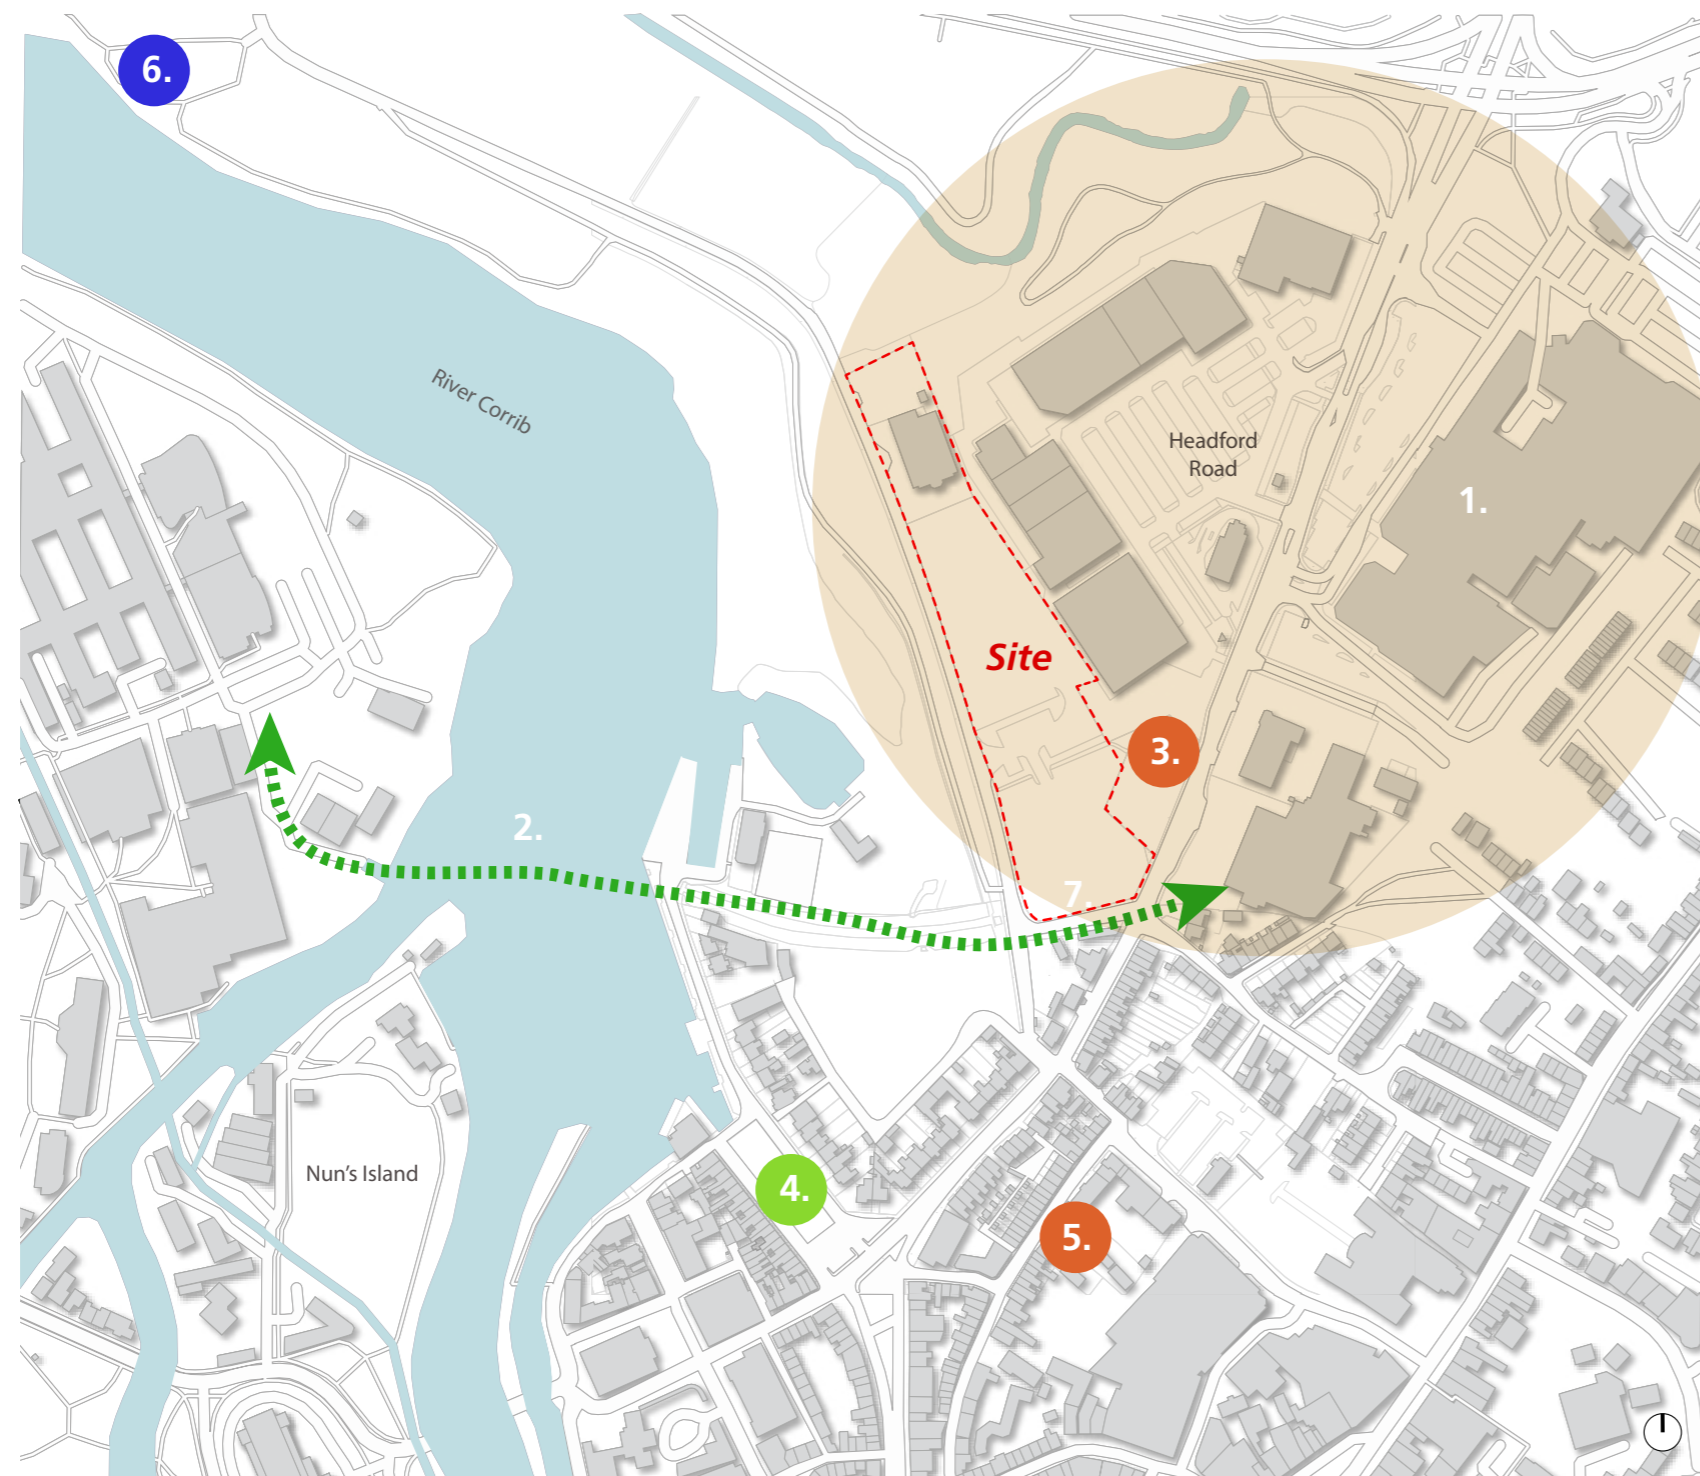 6.
River Corrib
Headford
Road
1.
Site
3.
2.
7.
Nun's Island
4.
5.